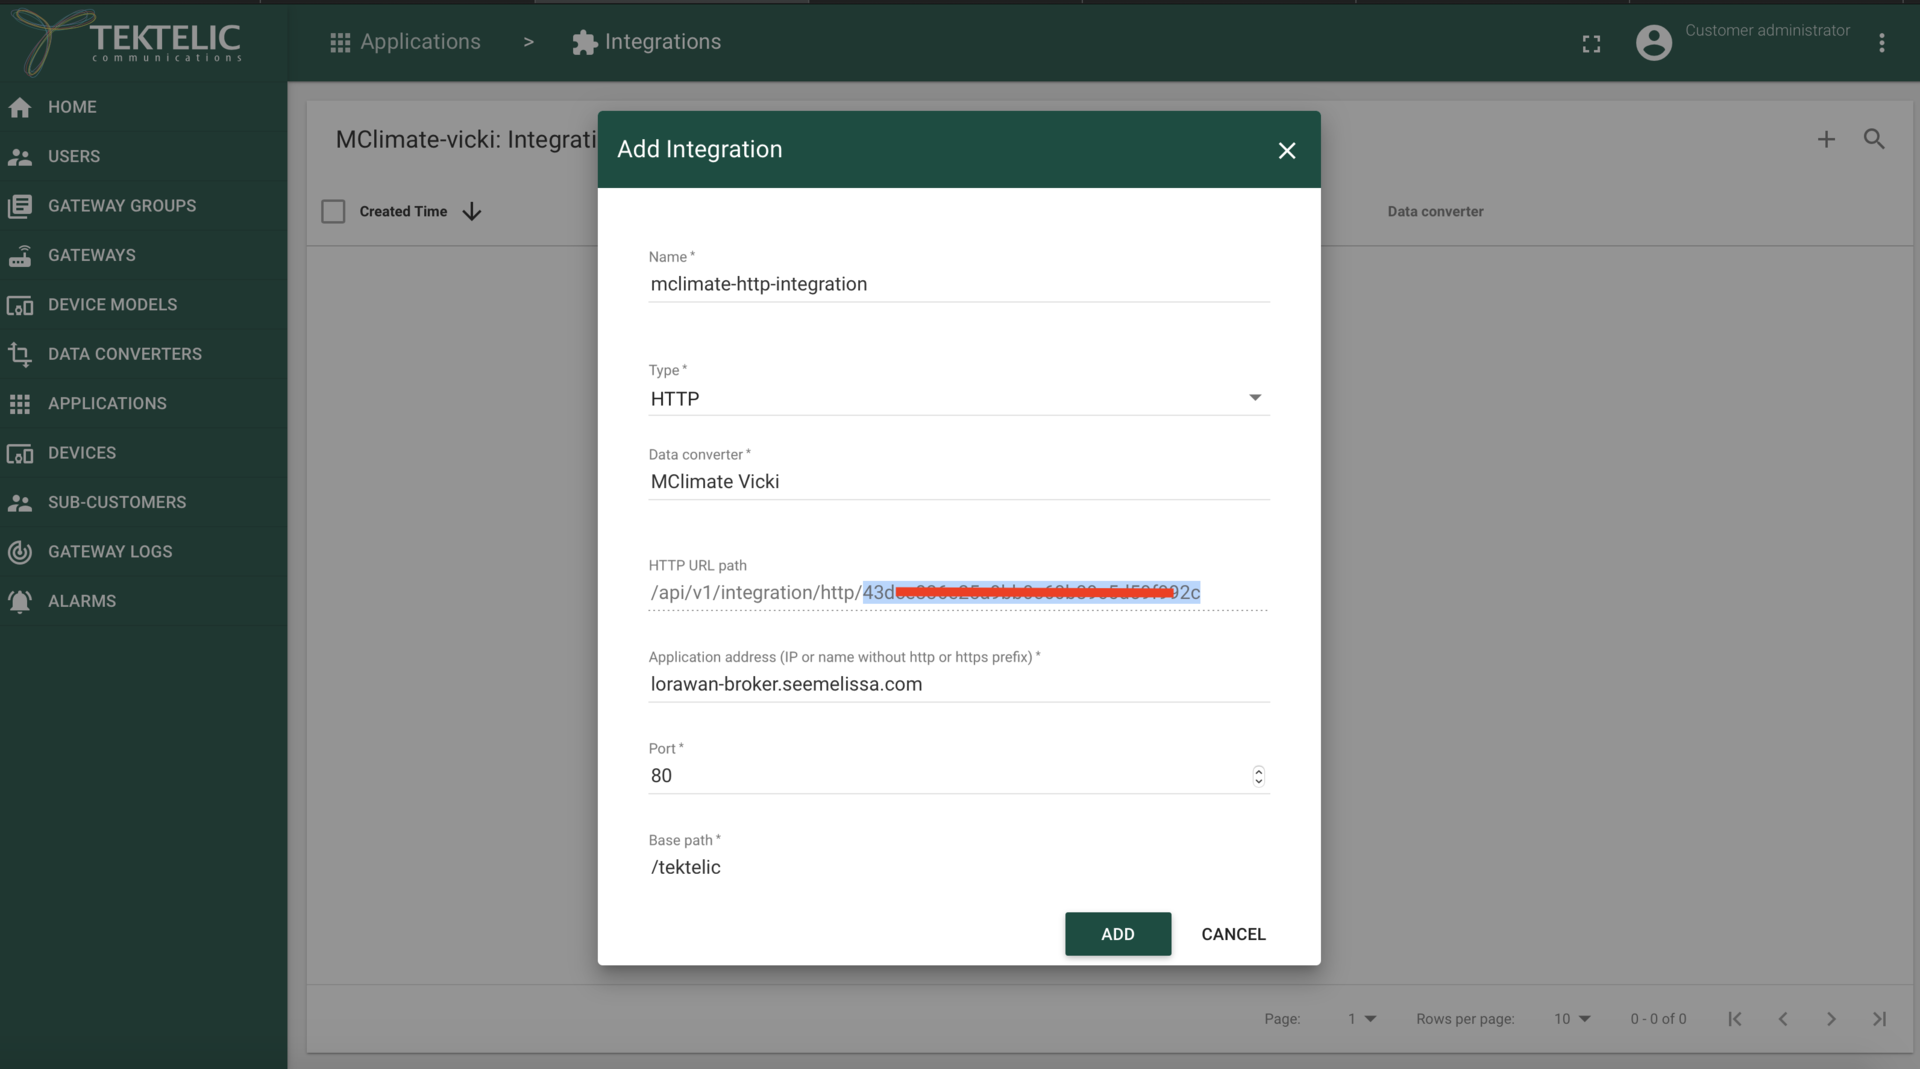 TEKTELIC
communications
Applications > Integrations
Customer administrator
HOME
USERS
GATEWAY GROUPS
GATEWAYS
DEVICE MODELS
DATA CONVERTERS
APPLICATIONS
DEVICES
SUB-CUSTOMERS
GATEWAY LOGS
ALARMS
MClimate-vicki: Integrati
Created Time
Data converter
Add Integration
Name *
mclimate-http-integration
Type *
HTTP
Data converter *
MClimate Vicki
HTTP URL path
/api/v1/integration/http/
Application address (IP or name without http or https prefix) *
lorawan-broker.seemelissa.com
Port *
80
Base path *
/tektelic
ADD CANCEL
Page: 1 Rows per page: 10 0 - 0 of 0